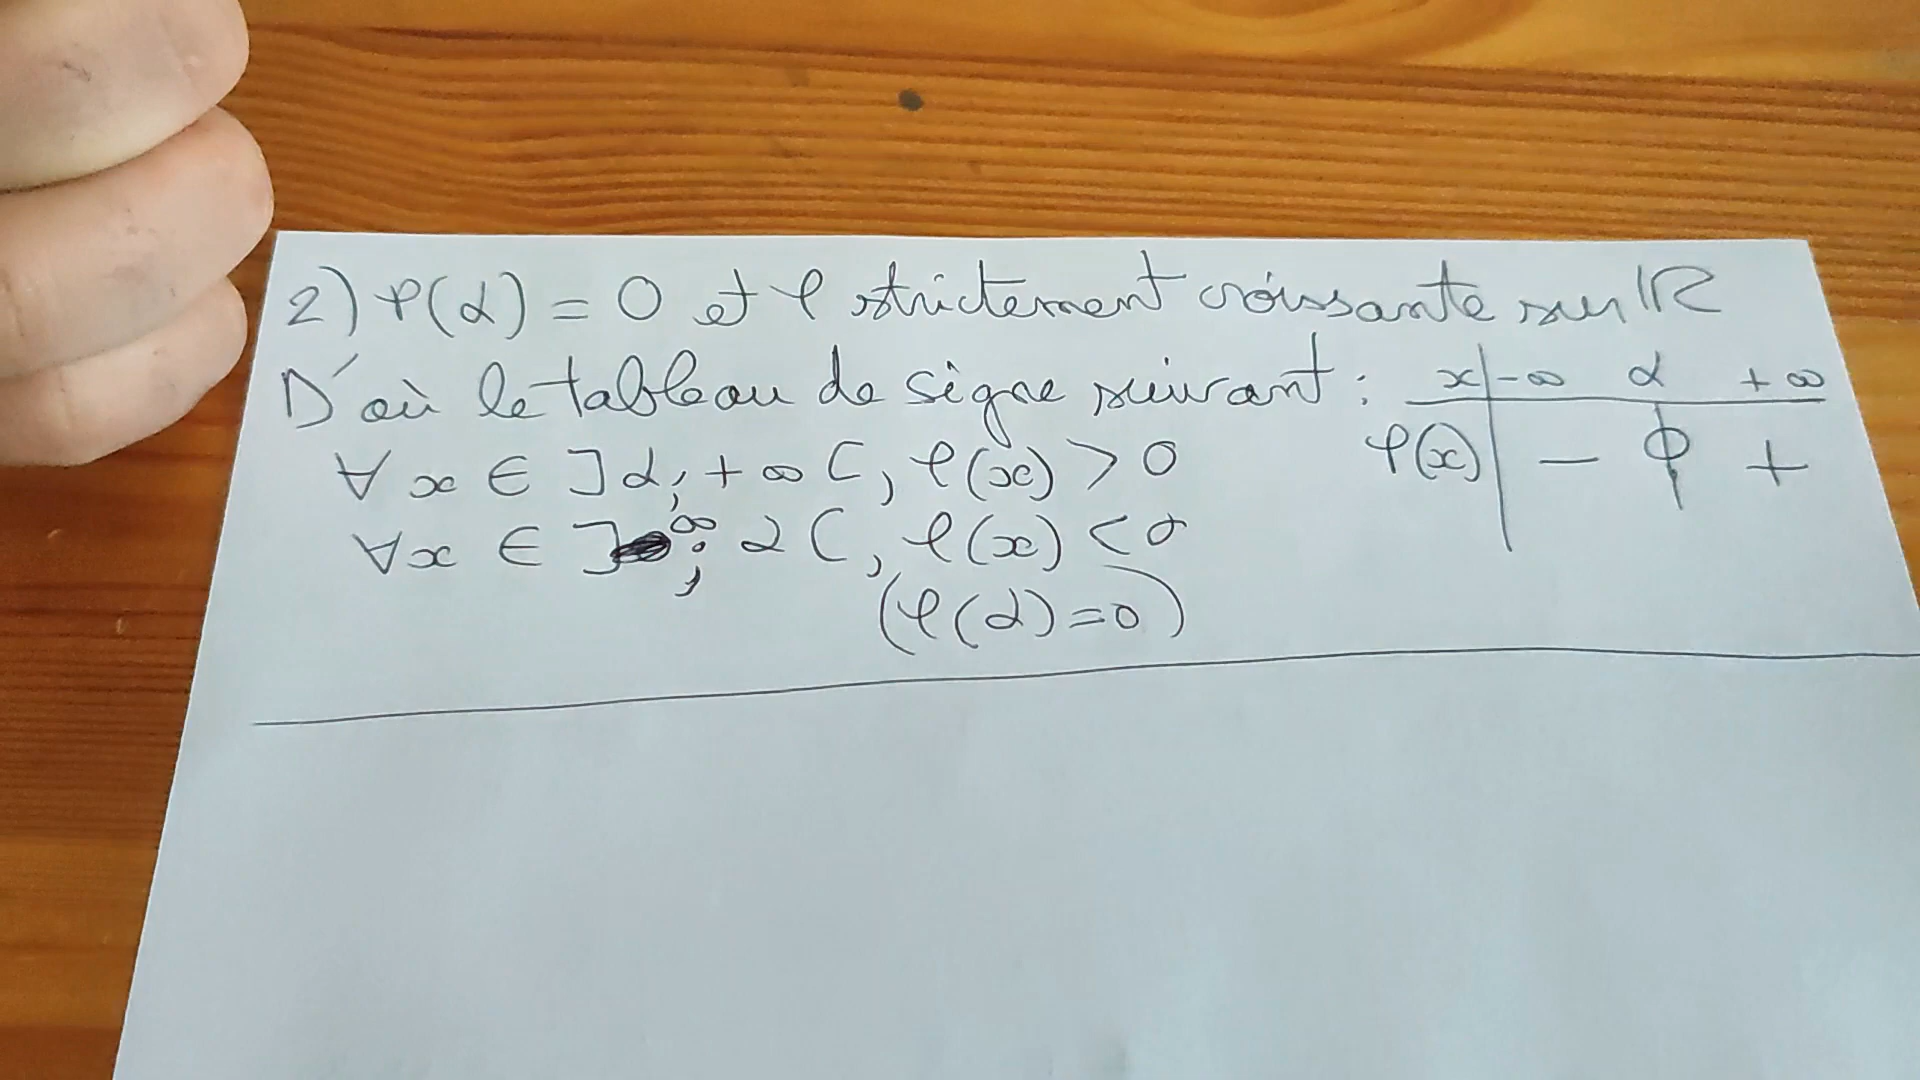 2) φ(α) = 0 et φ strictement croissante sur ℝ
D'où le tableau de signe suivant :
x | -∞ α +∞
φ(x) | - 0 +
∀ x ∈ ]α; +∞[, φ(x) > 0
∀x ∈ ]∞; α[, φ(x) < 0
(φ(α) = 0)